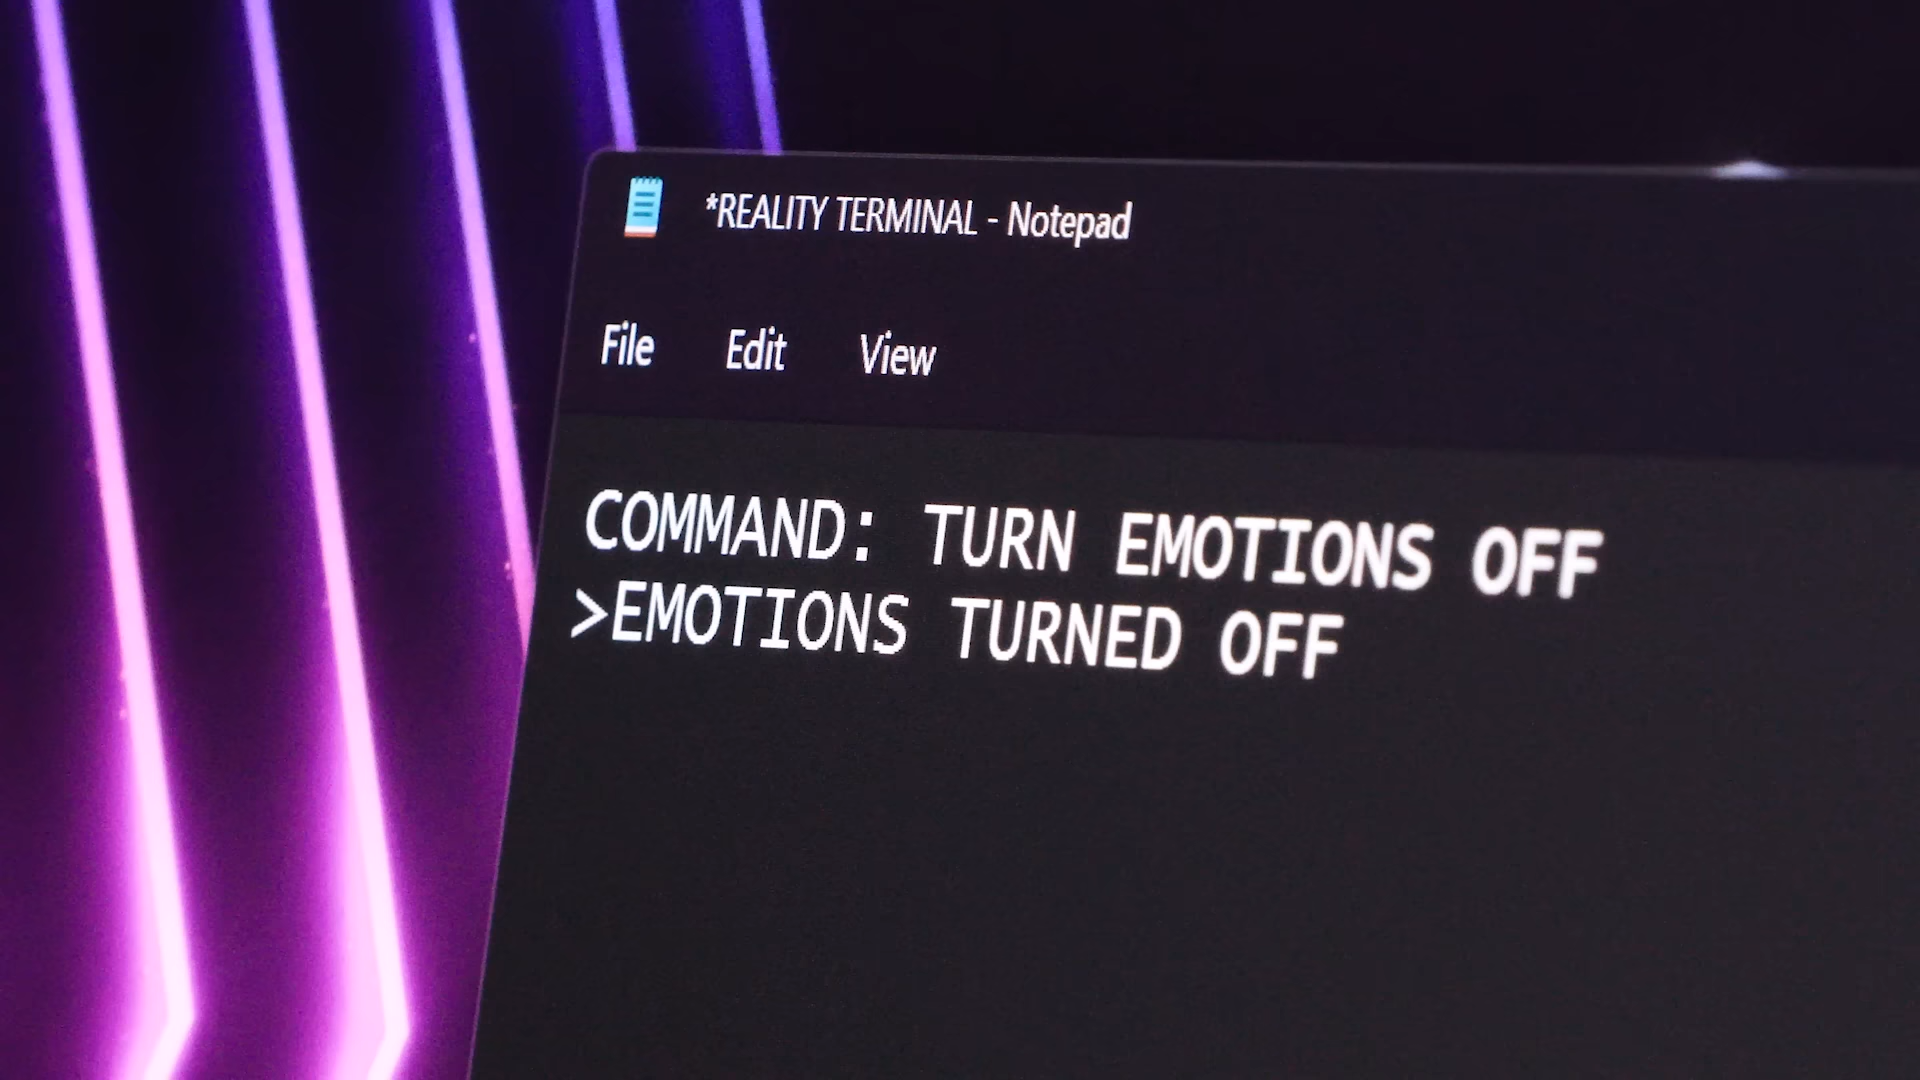 *REALITY TERMINAL - Notepad
File Edit View
COMMAND: TURN EMOTIONS OFF
>EMOTIONS TURNED OFF